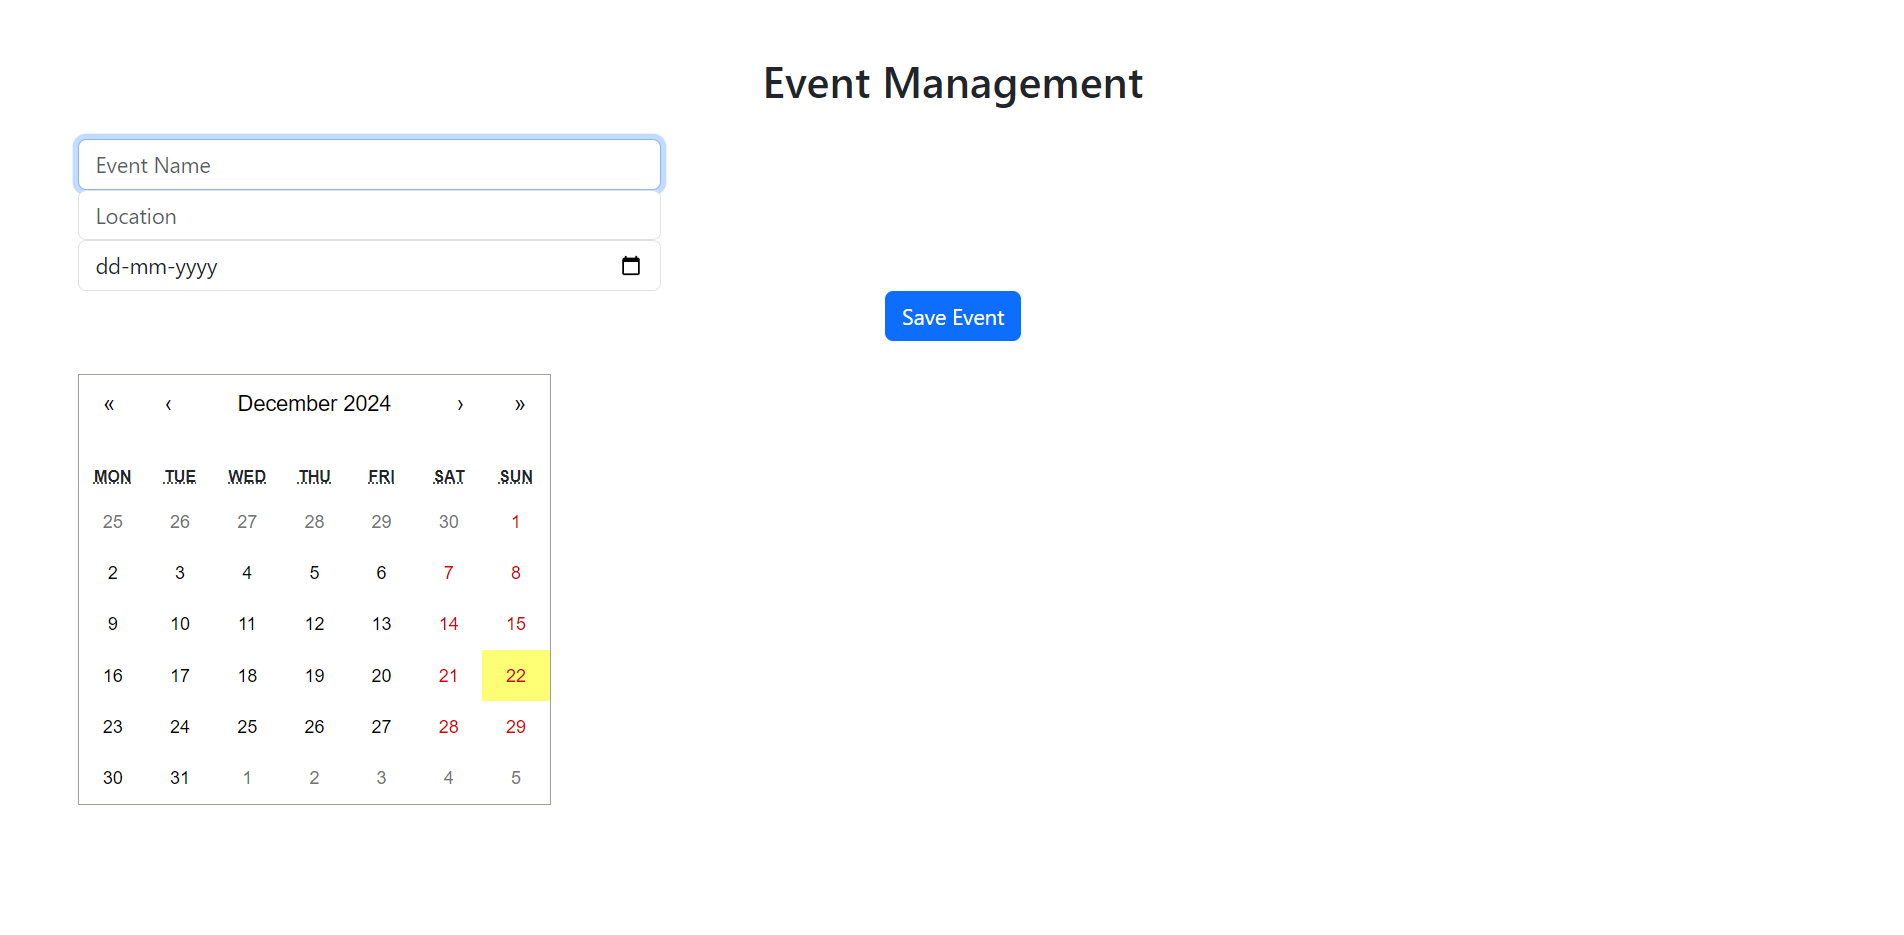 Event Management
Event Name
Location
dd-mm-yyyy
Save Event
« ‹ December 2024 › »
MON TUE WED THU FRI SAT SUN
25 26 27 28 29 30 1
2 3 4 5 6 7 8
9 10 11 12 13 14 15
16 17 18 19 20 21 22
23 24 25 26 27 28 29
30 31 1 2 3 4 5